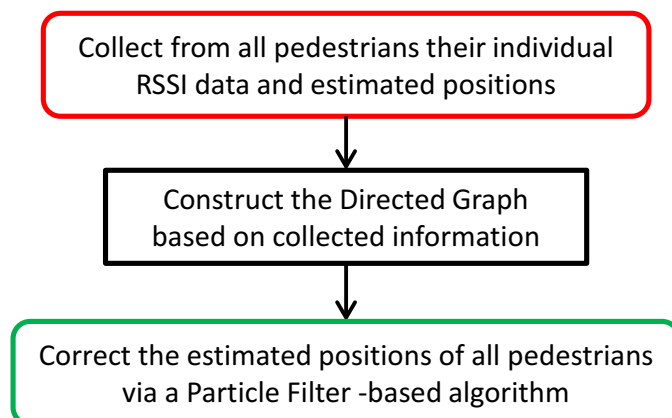 Collect from all pedestrians their individual
RSSI data and estimated positions
Construct the Directed Graph
based on collected information
Correct the estimated positions of all pedestrians
via a Particle Filter -based algorithm